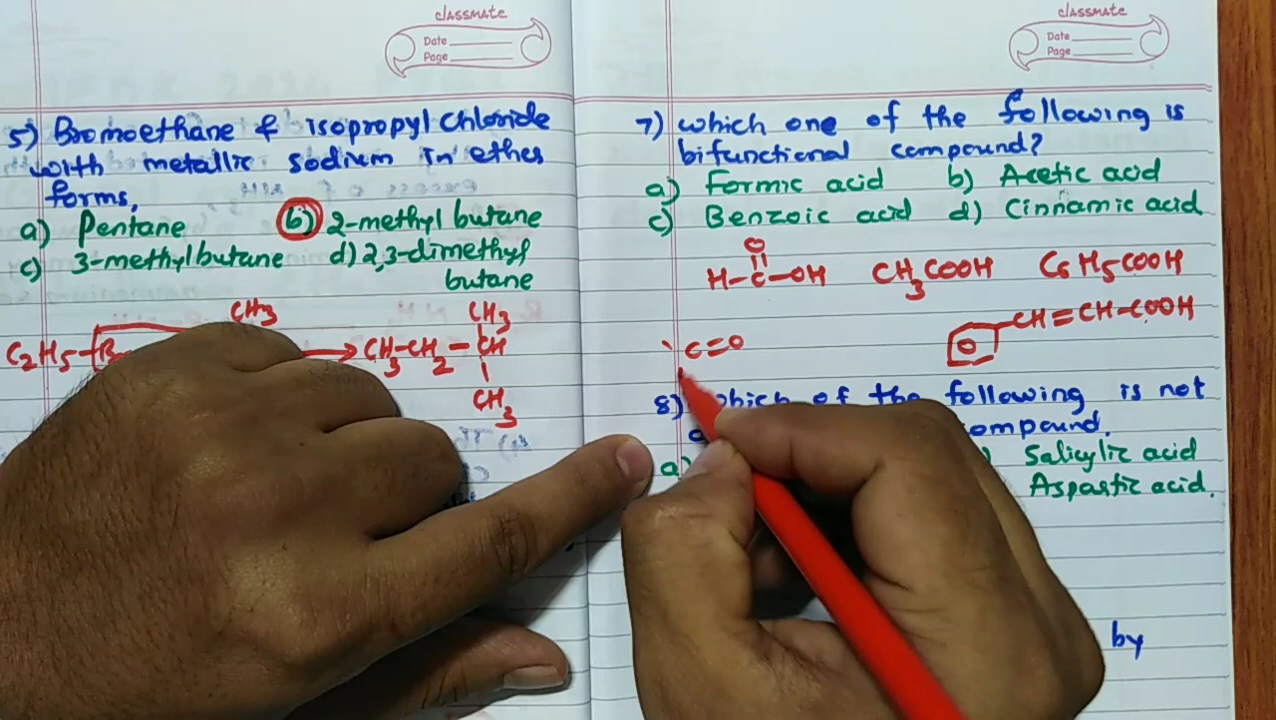 classmate
Date
Page
5) Bromoethane & isopropyl chloride
with metallic sodium in ether
forms,
a) Pentane b) 2-methyl butane
c) 3-methylbutane d) 2,3-dimethyl
butane
CH3
C2H5-
CH3-CH2-CH
CH3
CH3
classmate
Date
Page
7) which one of the following is
bifunctional compound?
a) Formic acid b) Acetic acid
c) Benzoic acid d) Cinnamic acid
O
H-C-OH CH3COOH C6H5COOH
CH=CH-COOH
C=O
8) which of the following is not
compound.
a) Salicylic acid
Aspartic acid.
by